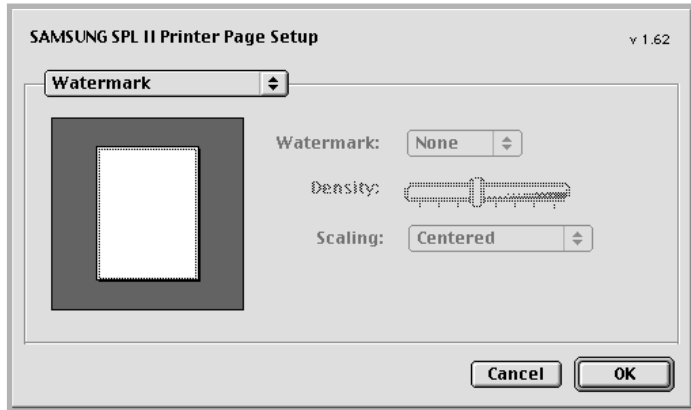 SAMSUNG SPL II Printer Page Setup v 1.62
Watermark
Watermark: None
Density:
Scaling: Centered
Cancel OK